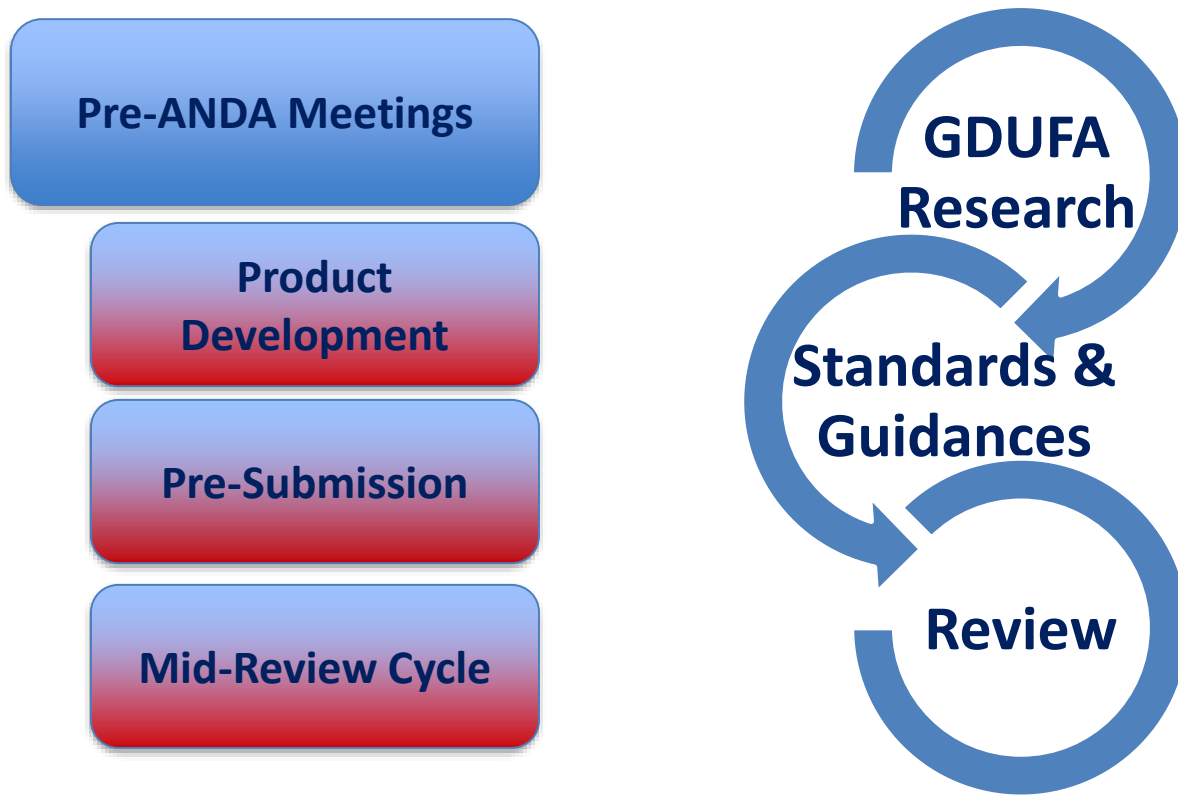 Pre-ANDA Meetings
Product
Development
Pre-Submission
Mid-Review Cycle
GDUFA
Research
Standards &
Guidances
Review